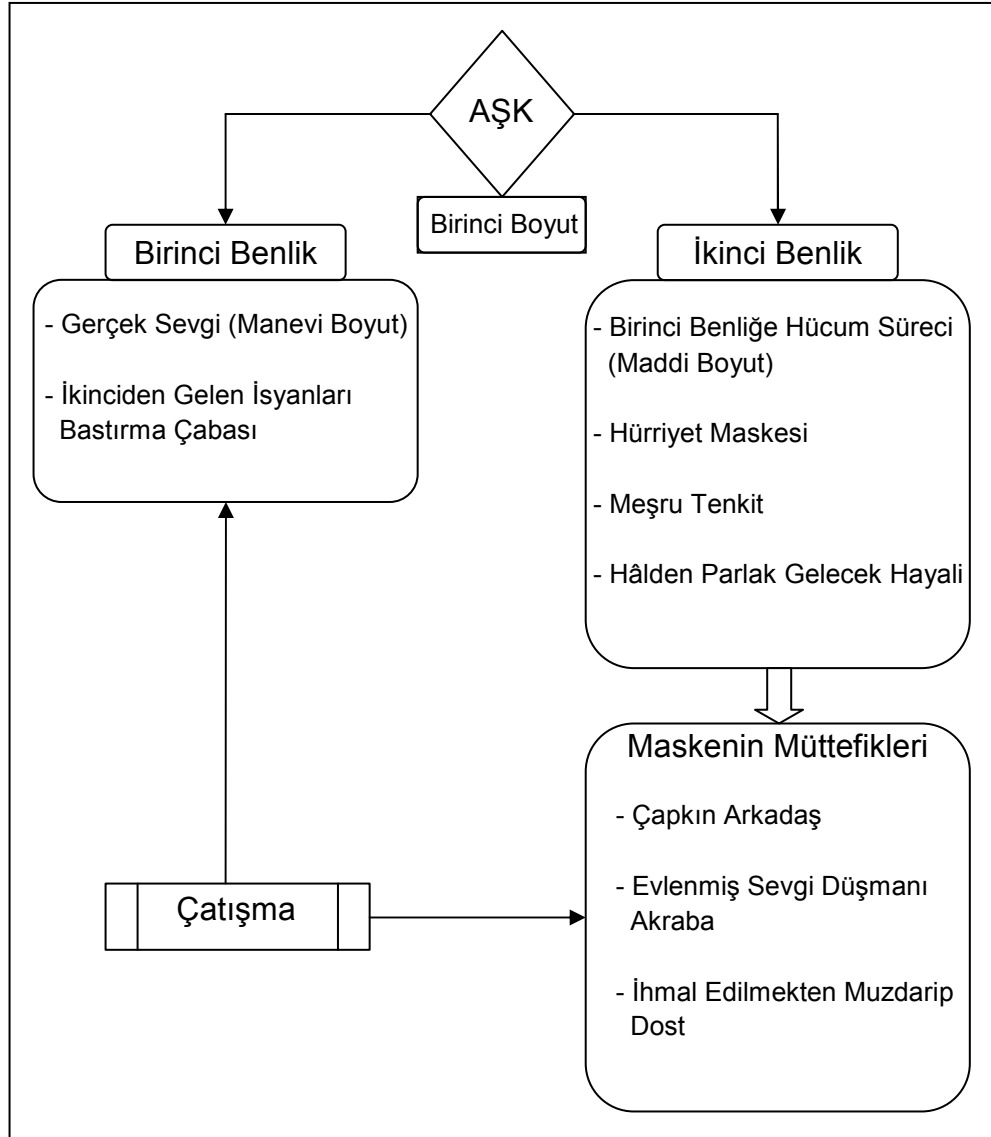 AŞK
Birinci Boyut
Birinci Benlik
- Gerçek Sevgi (Manevi Boyut)
- İkinciden Gelen İsyanları
Bastırma Çabası
İkinci Benlik
- Birinci Benliğe Hücum Süreci
(Maddi Boyut)
- Hürriyet Maskesi
- Meşru Tenkit
- Hâlden Parlak Gelecek Hayali
Maskenin Müttefikleri
- Çapkın Arkadaş
- Evlenmiş Sevgi Düşmanı
Akraba
- İhmal Edilmekten Muzdarip
Dost
Çatışma